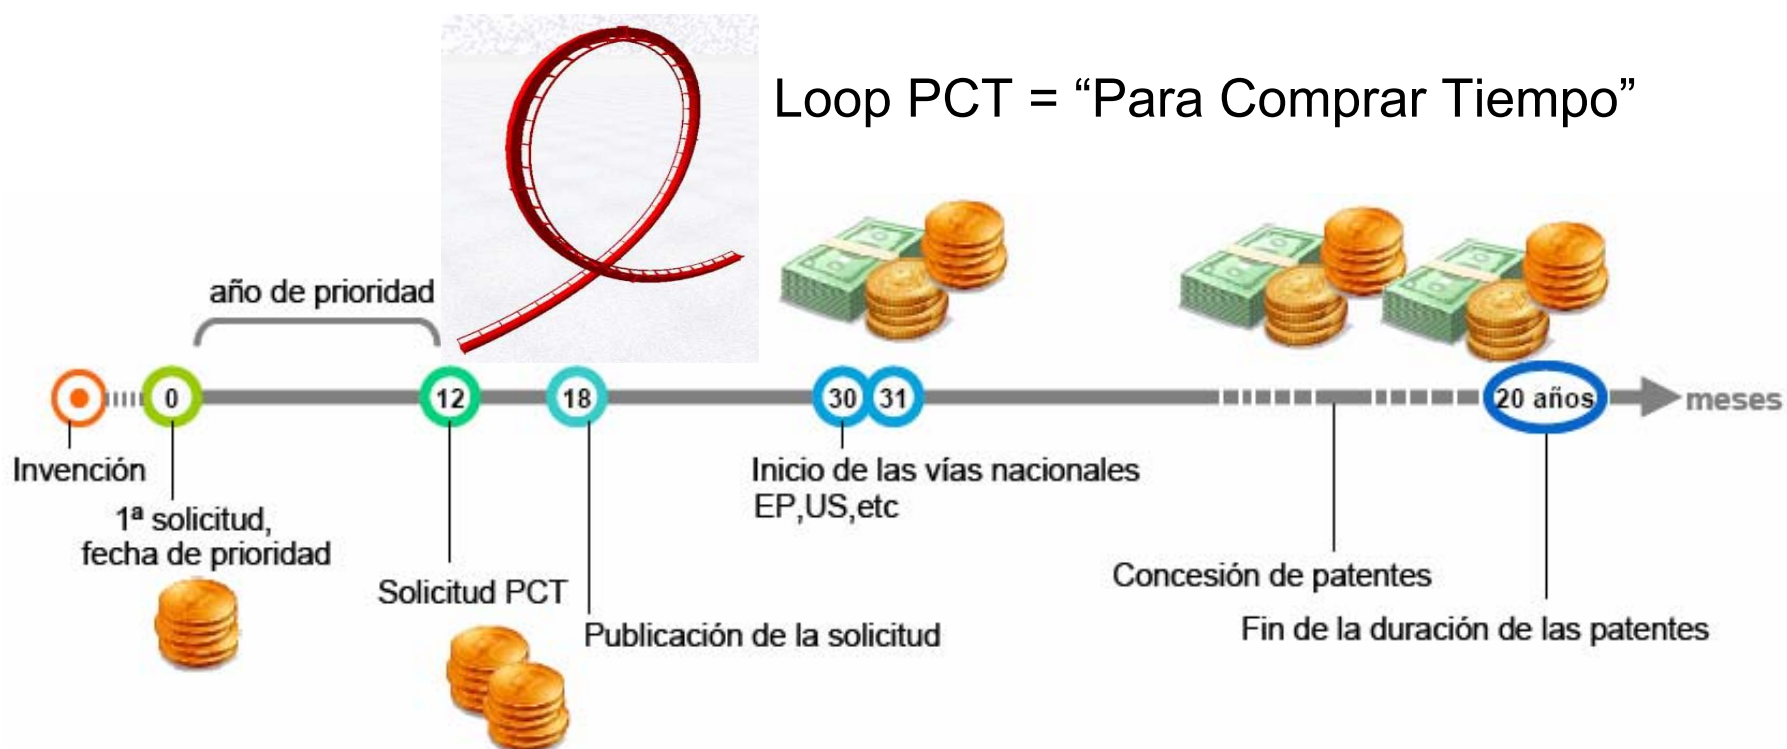 Loop PCT = “Para Comprar Tiempo”
año de prioridad
0
12
18
30
31
20 años
meses
Invención
1ª solicitud,
fecha de prioridad
Solicitud PCT
Publicación de la solicitud
Inicio de las vías nacionales
EP,US,etc
Concesión de patentes
Fin de la duración de las patentes